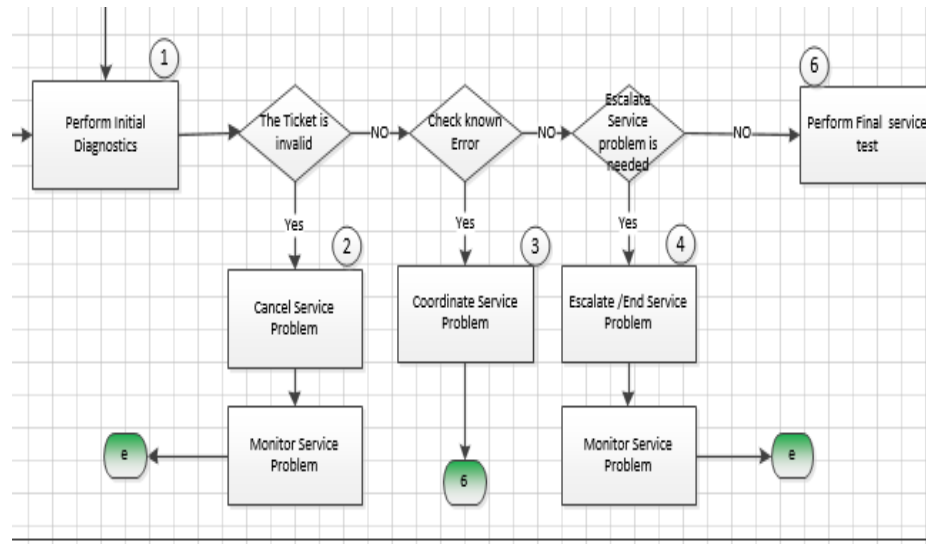 1
Perform Initial
Diagnostics
The Ticket is
invalid
NO
Check known
Error
NO
Escalate
Service
problem is
needed
NO
6
Perform Final service
test
Yes
Yes
Yes
2
Cancel Service
Problem
3
Coordinate Service
Problem
4
Escalate /End Service
Problem
Monitor Service
Problem
e
6
Monitor Service
Problem
e